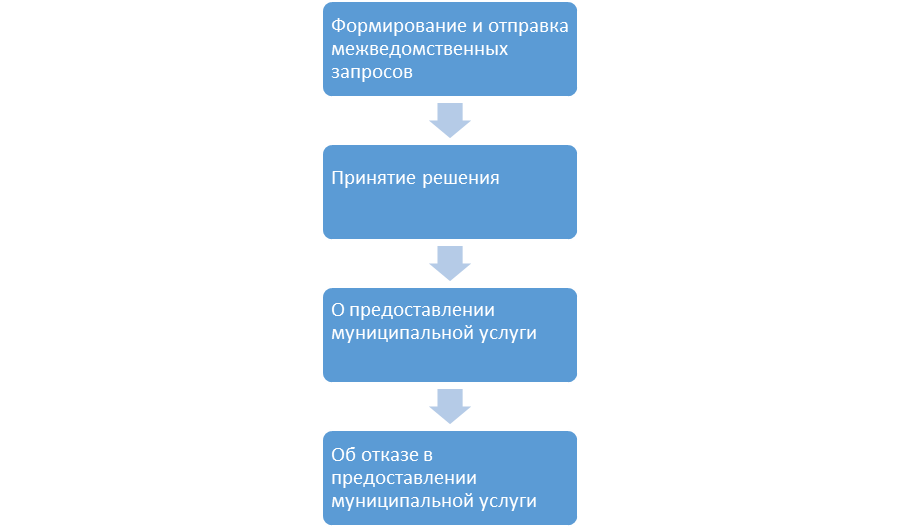 Формирование и отправка
межведомственных
запросов
Принятие решения
О предоставлении
муниципальной услуги
Об отказе в
предоставлении
муниципальной услуги